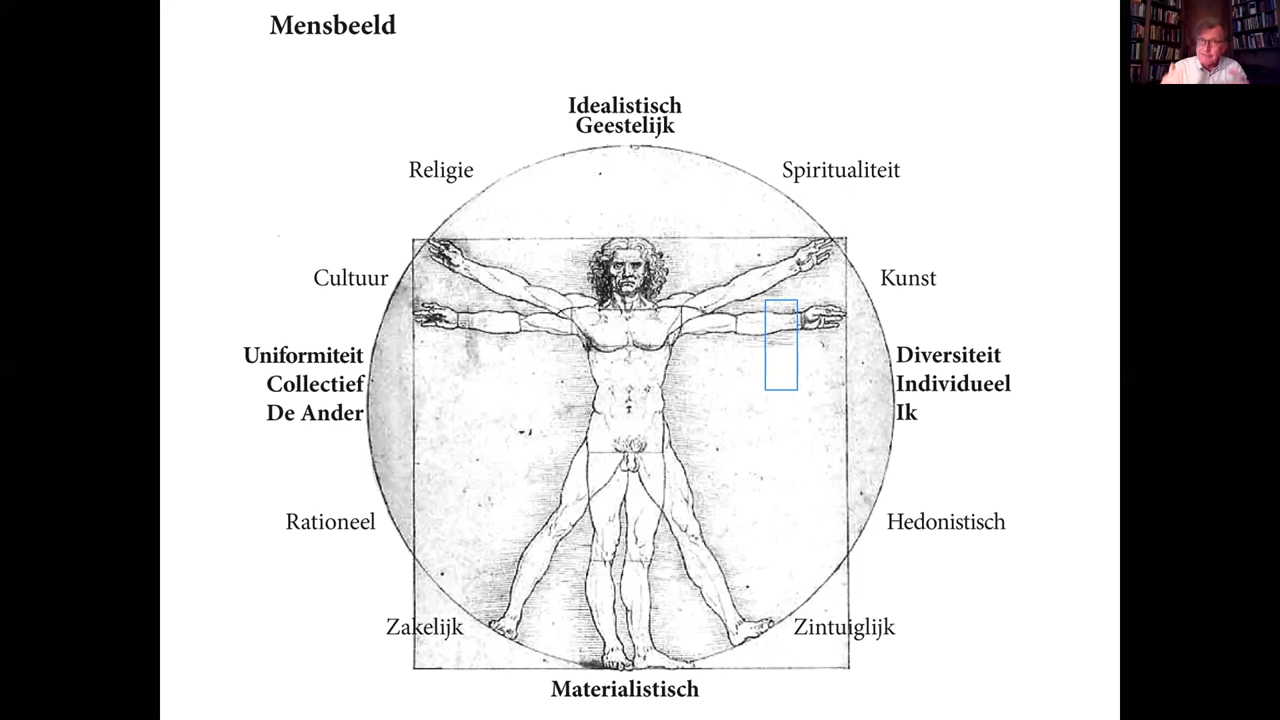 Mensbeeld
Idealistisch
Geestelijk
Religie
Spiritualiteit
Cultuur
Kunst
Uniformiteit
Collectief
De Ander
Diversiteit
Individueel
Ik
Rationeel
Hedonistisch
Zakelijk
Zintuiglijk
Materialistisch